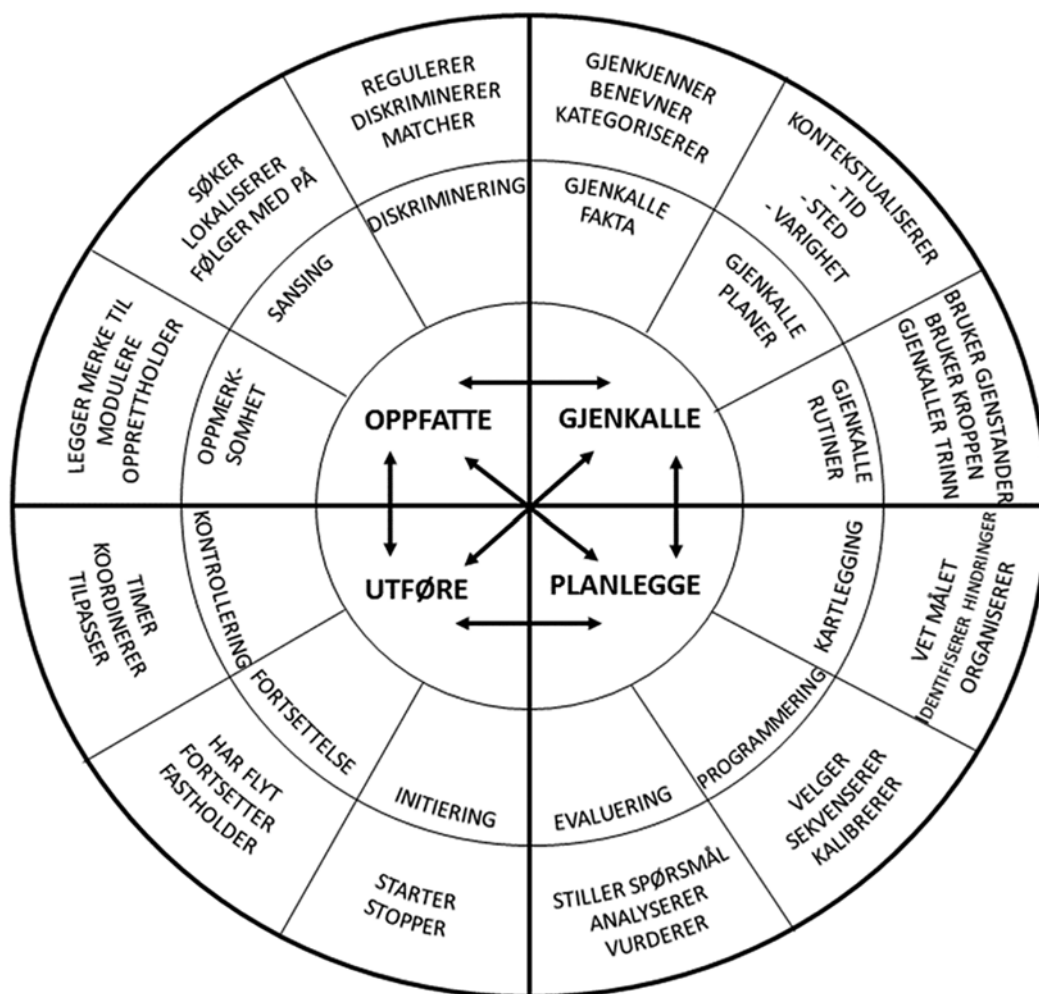 REGULERER
DISKRIMINERER
MATCHER
GJENKJENNER
BENEVNER
KATEGORISERER
KONTEKSTUALISERER
- TID
- STED
- VARIGHET
BRUKER GJENSTANDER
BRUKER KROPPEN
GJENKALLER TRINN
SØKER
LOKALISERER
FØLGER MED PÅ
LEGGER MERKE TIL
MODULERE
OPPRETTHOLDER
DISKRIMINERING
SANSING
OPPMERK-
SOMHET
GJENKALLE
FAKTA
GJENKALLE
PLANER
GJENKALLE
RUTINER
OPPFATTE
GJENKALLE
UTFØRE
PLANLEGGE
KONTROLLERING
FORTSETTELSE
INITIERING
EVALUERING
PROGRAMMERING
KARTLEGGING
TIMER
KOORDINERER
TILPASSER
HAR FLYT
FORTSETTER
FASTHOLDER
STARTER
STOPPER
STILLER SPØRSMÅL
ANALYSERER
VURDERER
VELGER
SEKVENSERER
KALIBRERER
VET MÅLET
IDENTIFISERER HINDRINGER
ORGANISERER